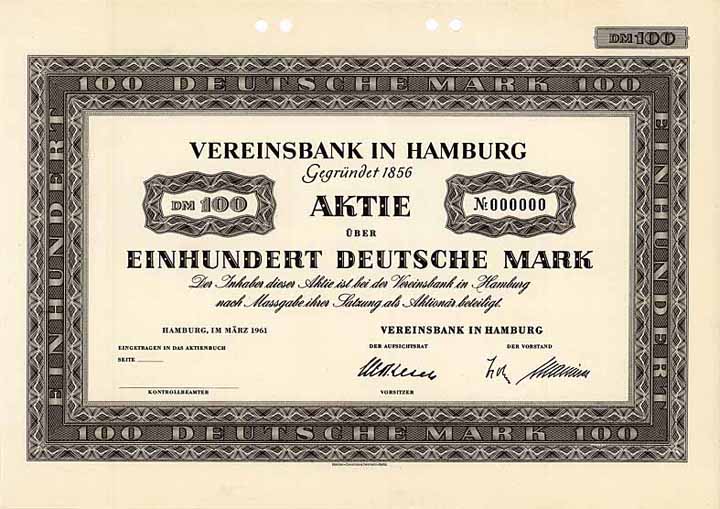 DM 100
100 DEUTSCHE MARK 100
EINHUNDERT
EINHUNDERT
VEREINSBANK IN HAMBURG
Gegründet 1856
DM 100
AKTIE
№ 000000
ÜBER
EINHUNDERT DEUTSCHE MARK
Der Inhaber dieser Aktie ist bei der Vereinsbank in Hamburg
nach Massgabe ihrer Satzung als Aktionär beteiligt.
HAMBURG, IM MÄRZ 1961
VEREINSBANK IN HAMBURG
EINGETRAGEN IN DAS AKTIENBUCH
DER AUFSICHTSRAT
DER VORSTAND
SEITE
KONTROLLBEAMTER
VORSITZER
100 DEUTSCHE MARK 100